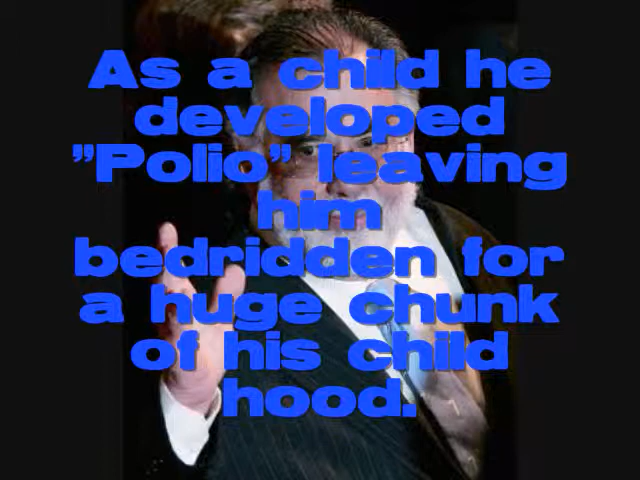 As a child he
developed
"Polio" leaving
him
bedridden for
a huge chunk
of his child
hood.